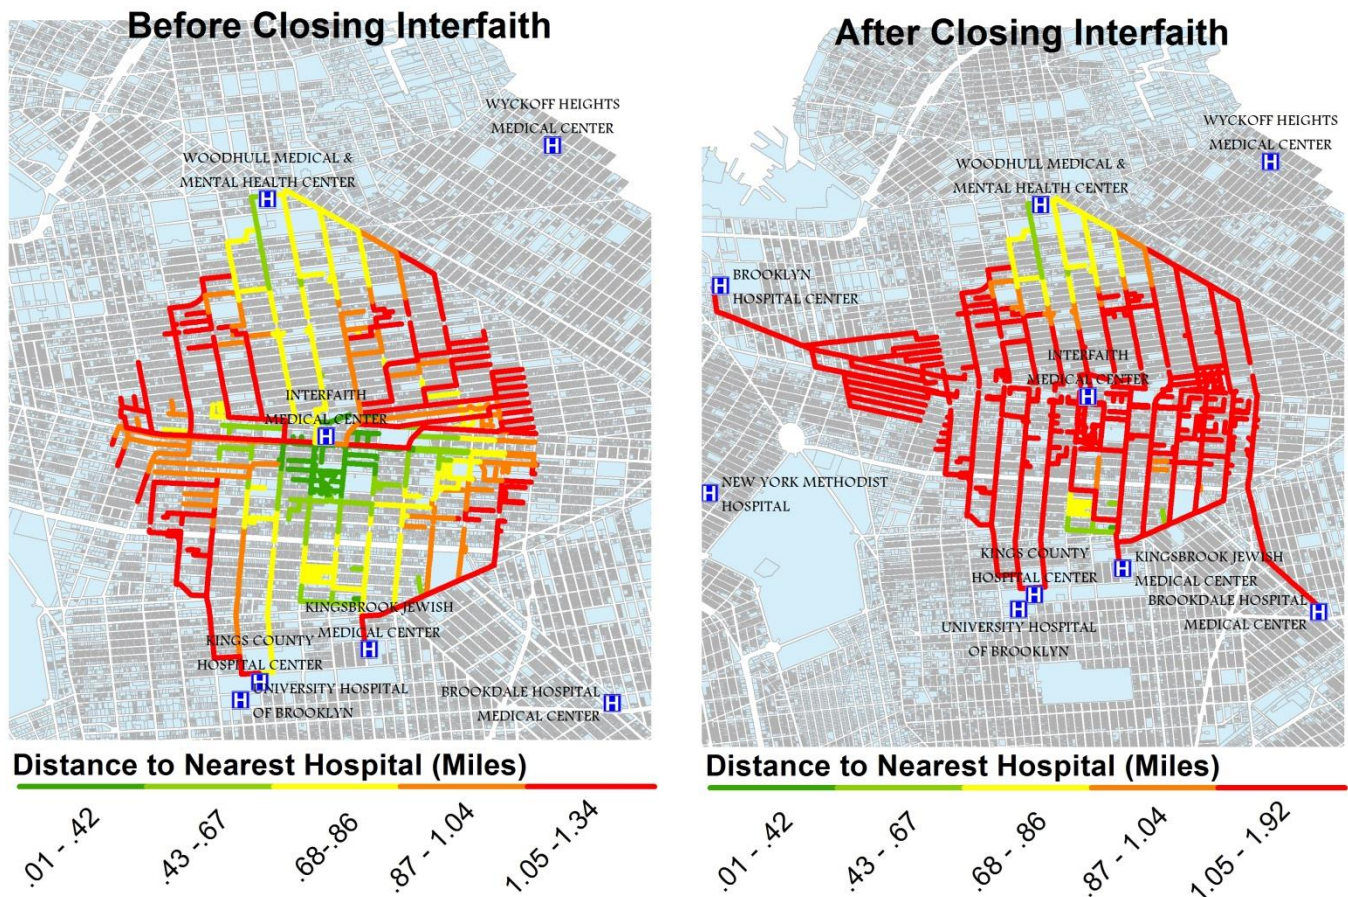 Before Closing Interfaith
WYCKOFF HEIGHTS
MEDICAL CENTER
H
WOODHULL MEDICAL &
MENTAL HEALTH CENTER
H
INTERFAITH
MEDICAL CENTER
H
KINGSBROOK JEWISH
MEDICAL CENTER
H
KINGS COUNTY
HOSPITAL CENTER
H
UNIVERSITY HOSPITAL
OF BROOKLYN
H
BROOKDALE HOSPITAL
MEDICAL CENTER
H
Distance to Nearest Hospital (Miles)
.01 - .42
.43 -.67
.68-.86
.87 - 1.04
1.05 -1.34
After Closing Interfaith
WYCKOFF HEIGHTS
MEDICAL CENTER
H
WOODHULL MEDICAL &
MENTAL HEALTH CENTER
H
H BROOKLYN
HOSPITAL CENTER
INTERFAITH
MEDICAL CENTER
H
H NEW YORK METHODIST
HOSPITAL
KINGS COUNTY
HOSPITAL CENTER
H
H KINGSBROOK JEWISH
MEDICAL CENTER
BROOKDALE HOSPITAL
MEDICAL CENTER
H
H
UNIVERSITY HOSPITAL
OF BROOKLYN
Distance to Nearest Hospital (Miles)
.01 - .42
.43 -.67
.68 -.86
.87 - 1.04
1.05 - 1.92